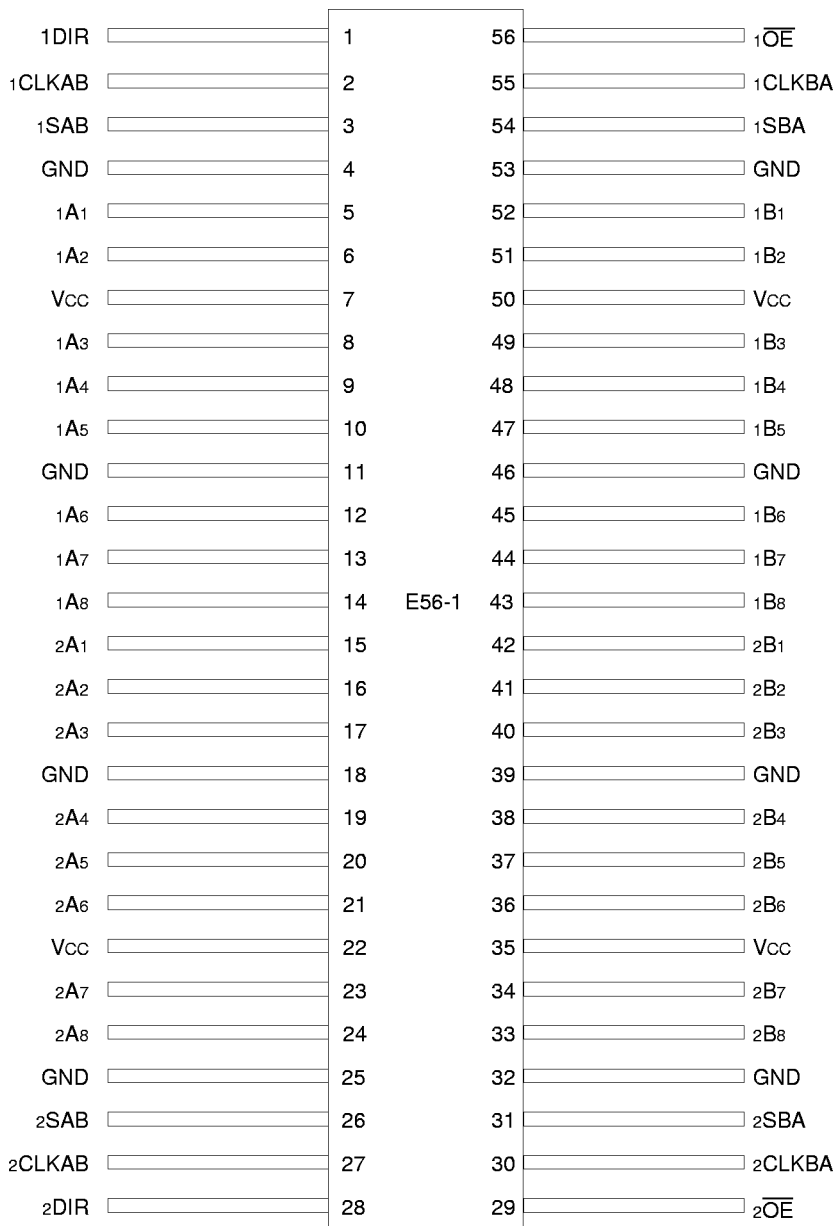 1DIR 1 56 1OE
1CLKAB 2 55 1CLKBA
1SAB 3 54 1SBA
GND 4 53 GND
1A1 5 52 1B1
1A2 6 51 1B2
VCC 7 50 VCC
1A3 8 49 1B3
1A4 9 48 1B4
1A5 10 47 1B5
GND 11 46 GND
1A6 12 45 1B6
1A7 13 44 1B7
1A8 14 E56-1 43 1B8
2A1 15 42 2B1
2A2 16 41 2B2
2A3 17 40 2B3
GND 18 39 GND
2A4 19 38 2B4
2A5 20 37 2B5
2A6 21 36 2B6
VCC 22 35 VCC
2A7 23 34 2B7
2A8 24 33 2B8
GND 25 32 GND
2SAB 26 31 2SBA
2CLKAB 27 30 2CLKBA
2DIR 28 29 2OE